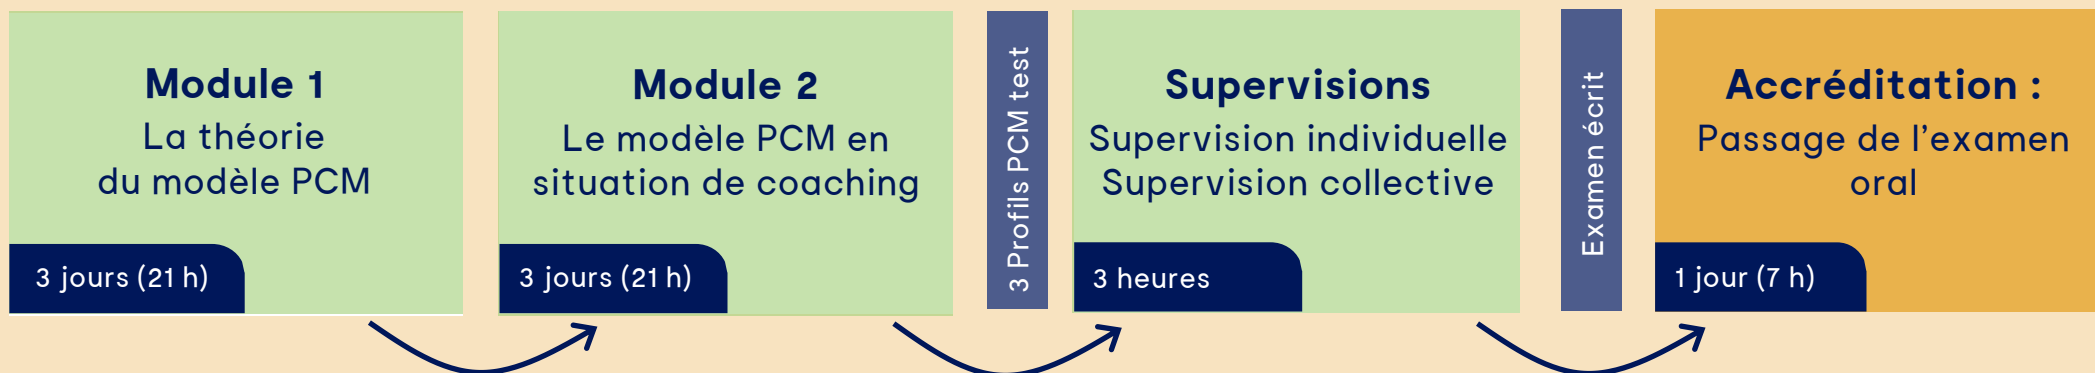 Module 1
La théorie
du modèle PCM
3 jours (21 h)
Module 2
Le modèle PCM en
situation de coaching
3 jours (21 h)
3 Profils PCM test
Supervisions
Supervision individuelle
Supervision collective
3 heures
Examen écrit
Accréditation :
Passage de l’examen
oral
1 jour (7 h)